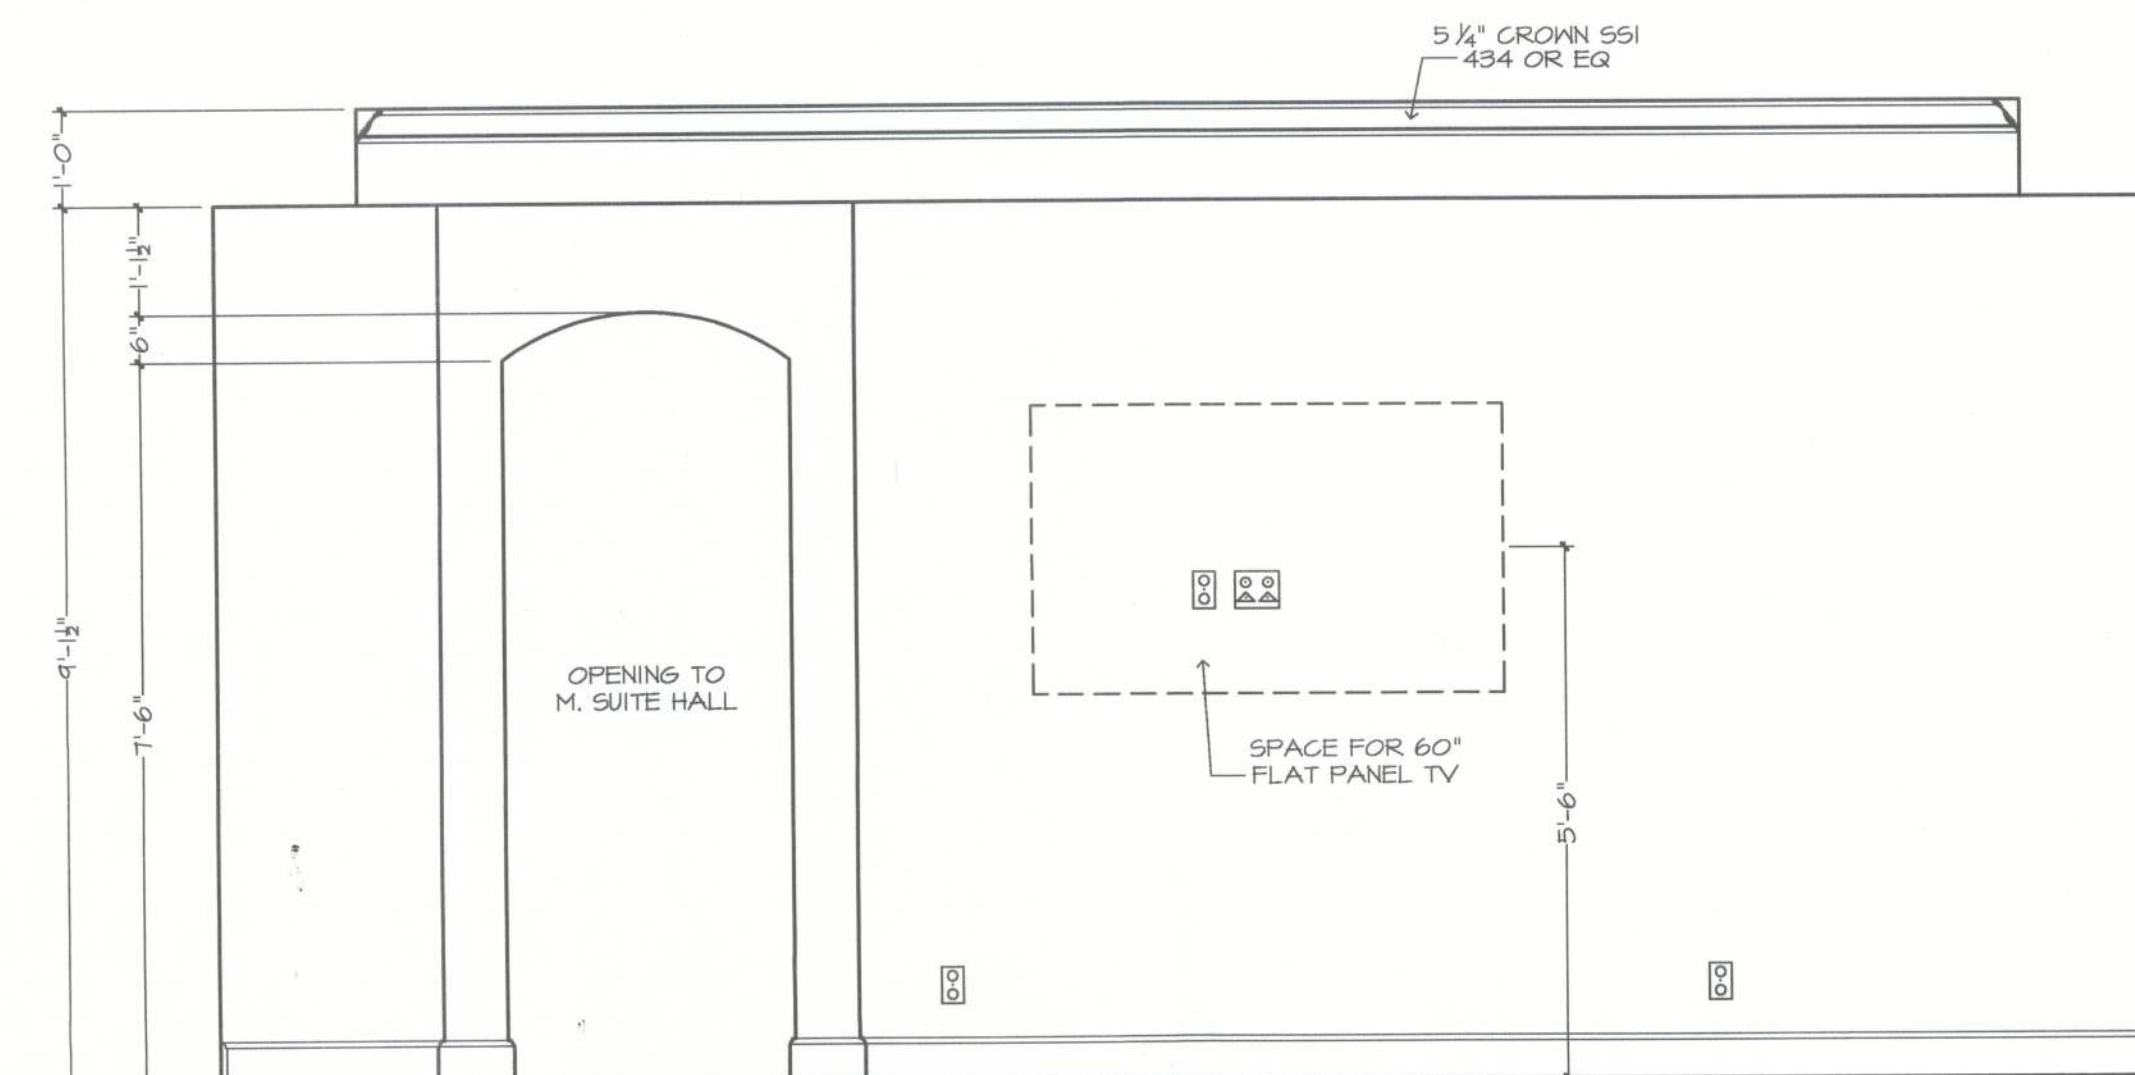 5 1/4" CROWN SSI
434 OR EQ
1'-0"
1'-1 1/2"
6"
9'-1 1/2"
7'-6"
OPENING TO
M. SUITE HALL
SPACE FOR 60"
FLAT PANEL TV
5'-6"